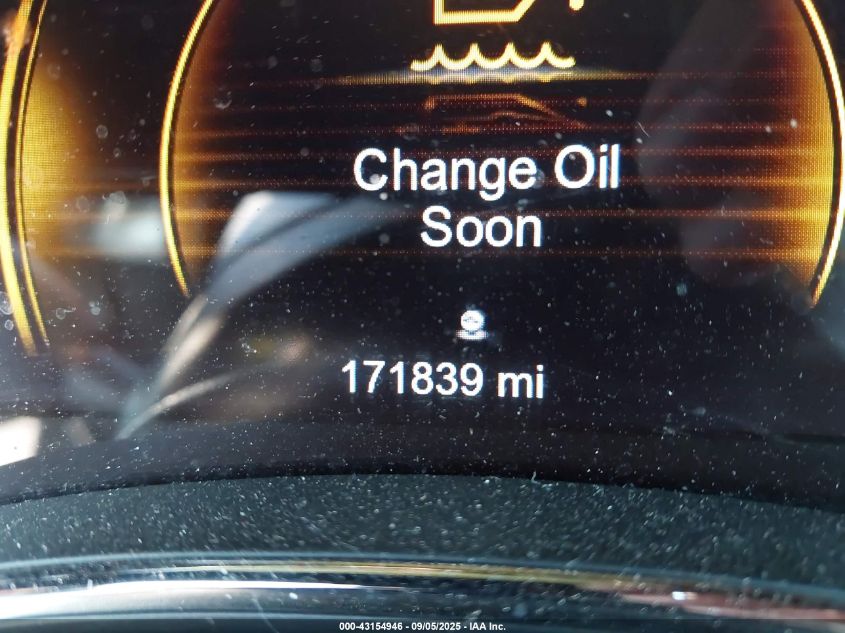 Change Oil
Soon
171839 mi
000-43154946 - 09/05/2025 - IAA Inc.